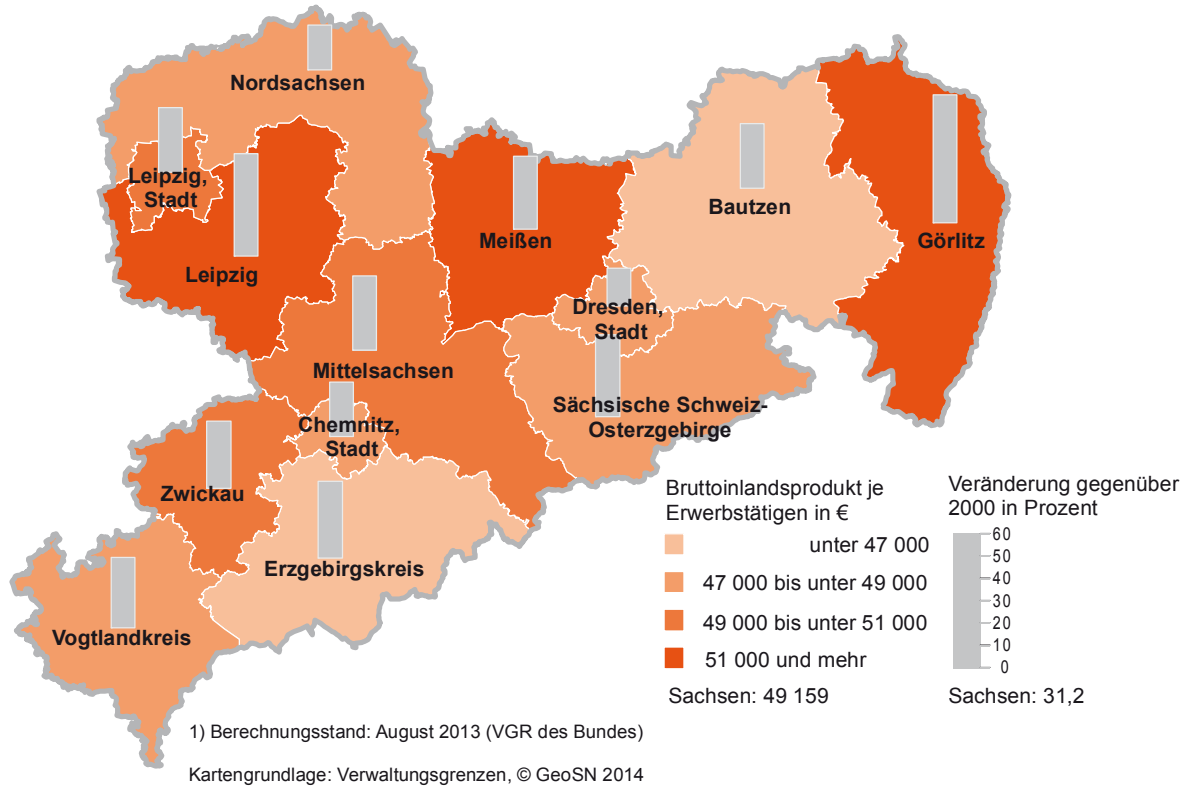 Nordsachsen
Leipzig,
Stadt
Leipzig
Meißen
Bautzen
Görlitz
Dresden,
Stadt
Mittelsachsen
Sächsische Schweiz-
Osterzgebirge
Chemnitz,
Stadt
Zwickau
Erzgebirgskreis
Vogtlandkreis
Bruttoinlandsprodukt je
Erwerbstätigen in €
unter 47 000
47 000 bis unter 49 000
49 000 bis unter 51 000
51 000 und mehr
Sachsen: 49 159
Veränderung gegenüber
2000 in Prozent
60
50
40
30
20
10
0
Sachsen: 31,2
1) Berechnungsstand: August 2013 (VGR des Bundes)
Kartengrundlage: Verwaltungsgrenzen, © GeoSN 2014